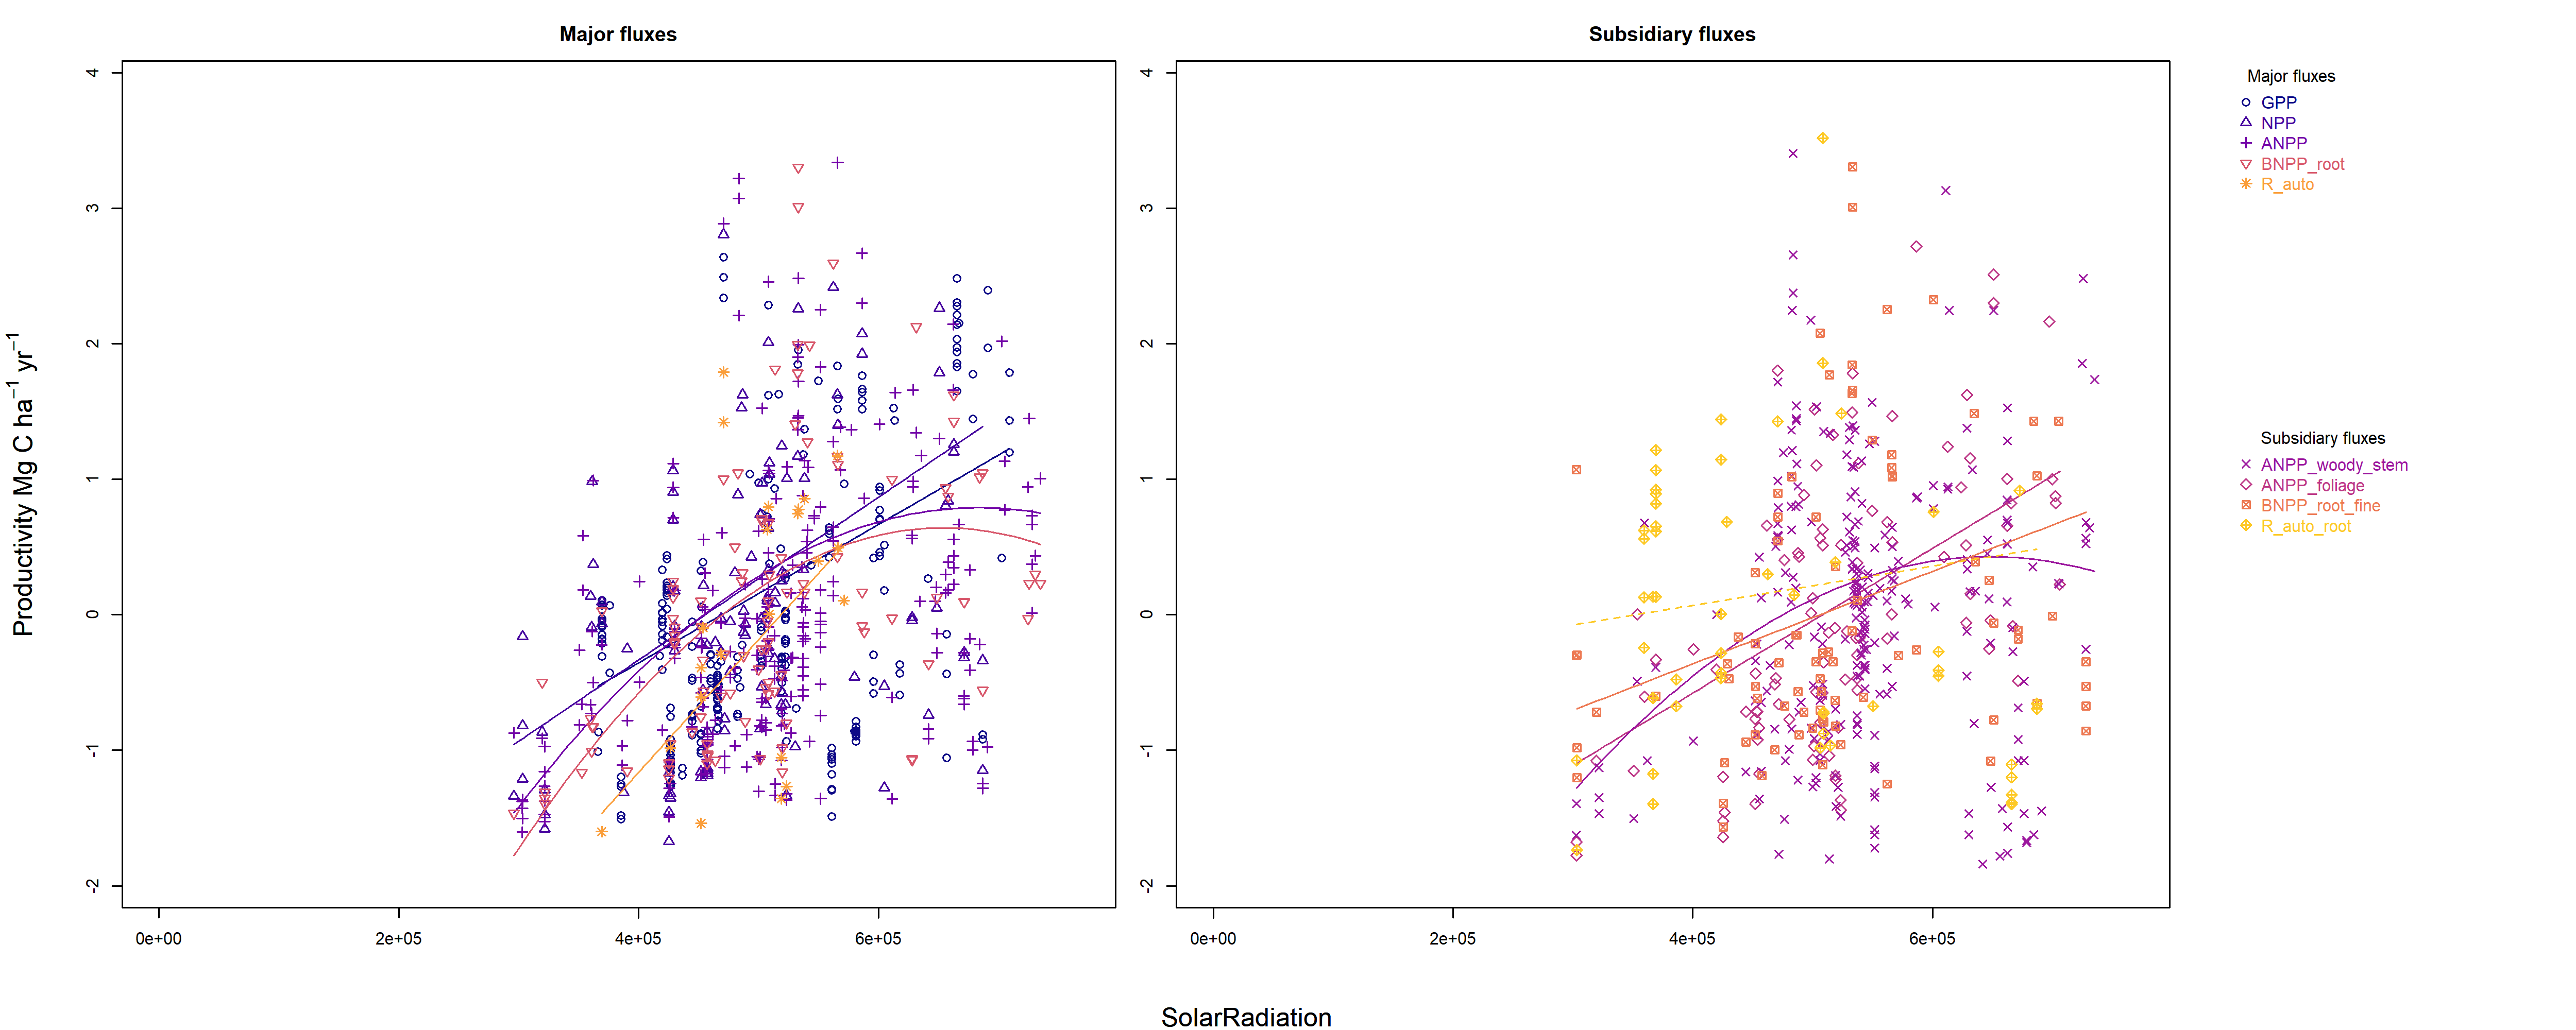 Major fluxes
Subsidiary fluxes
Productivity Mg C ha⁻¹ yr⁻¹
4
3
2
1
0
-1
-2
0e+00 2e+05 4e+05 6e+05
4
3
2
1
0
-1
-2
0e+00 2e+05 4e+05 6e+05
SolarRadiation
Major fluxes
GPP
NPP
ANPP
BNPP_root
R_auto
Subsidiary fluxes
ANPP_woody_stem
ANPP_foliage
BNPP_root_fine
R_auto_root